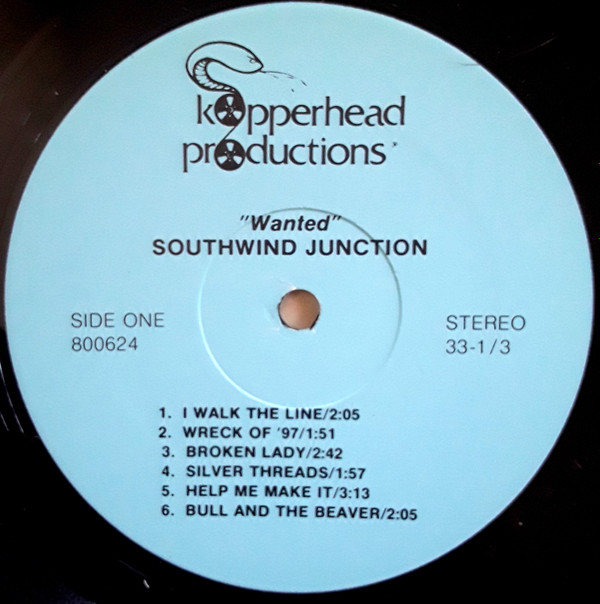 kopperhead
productions
"Wanted"
SOUTHWIND JUNCTION
SIDE ONE
800624
STEREO
33-1/3
1. I WALK THE LINE/2:05
2. WRECK OF '97/1:51
3. BROKEN LADY/2:42
4. SILVER THREADS/1:57
5. HELP ME MAKE IT/3:13
6. BULL AND THE BEAVER/2:05